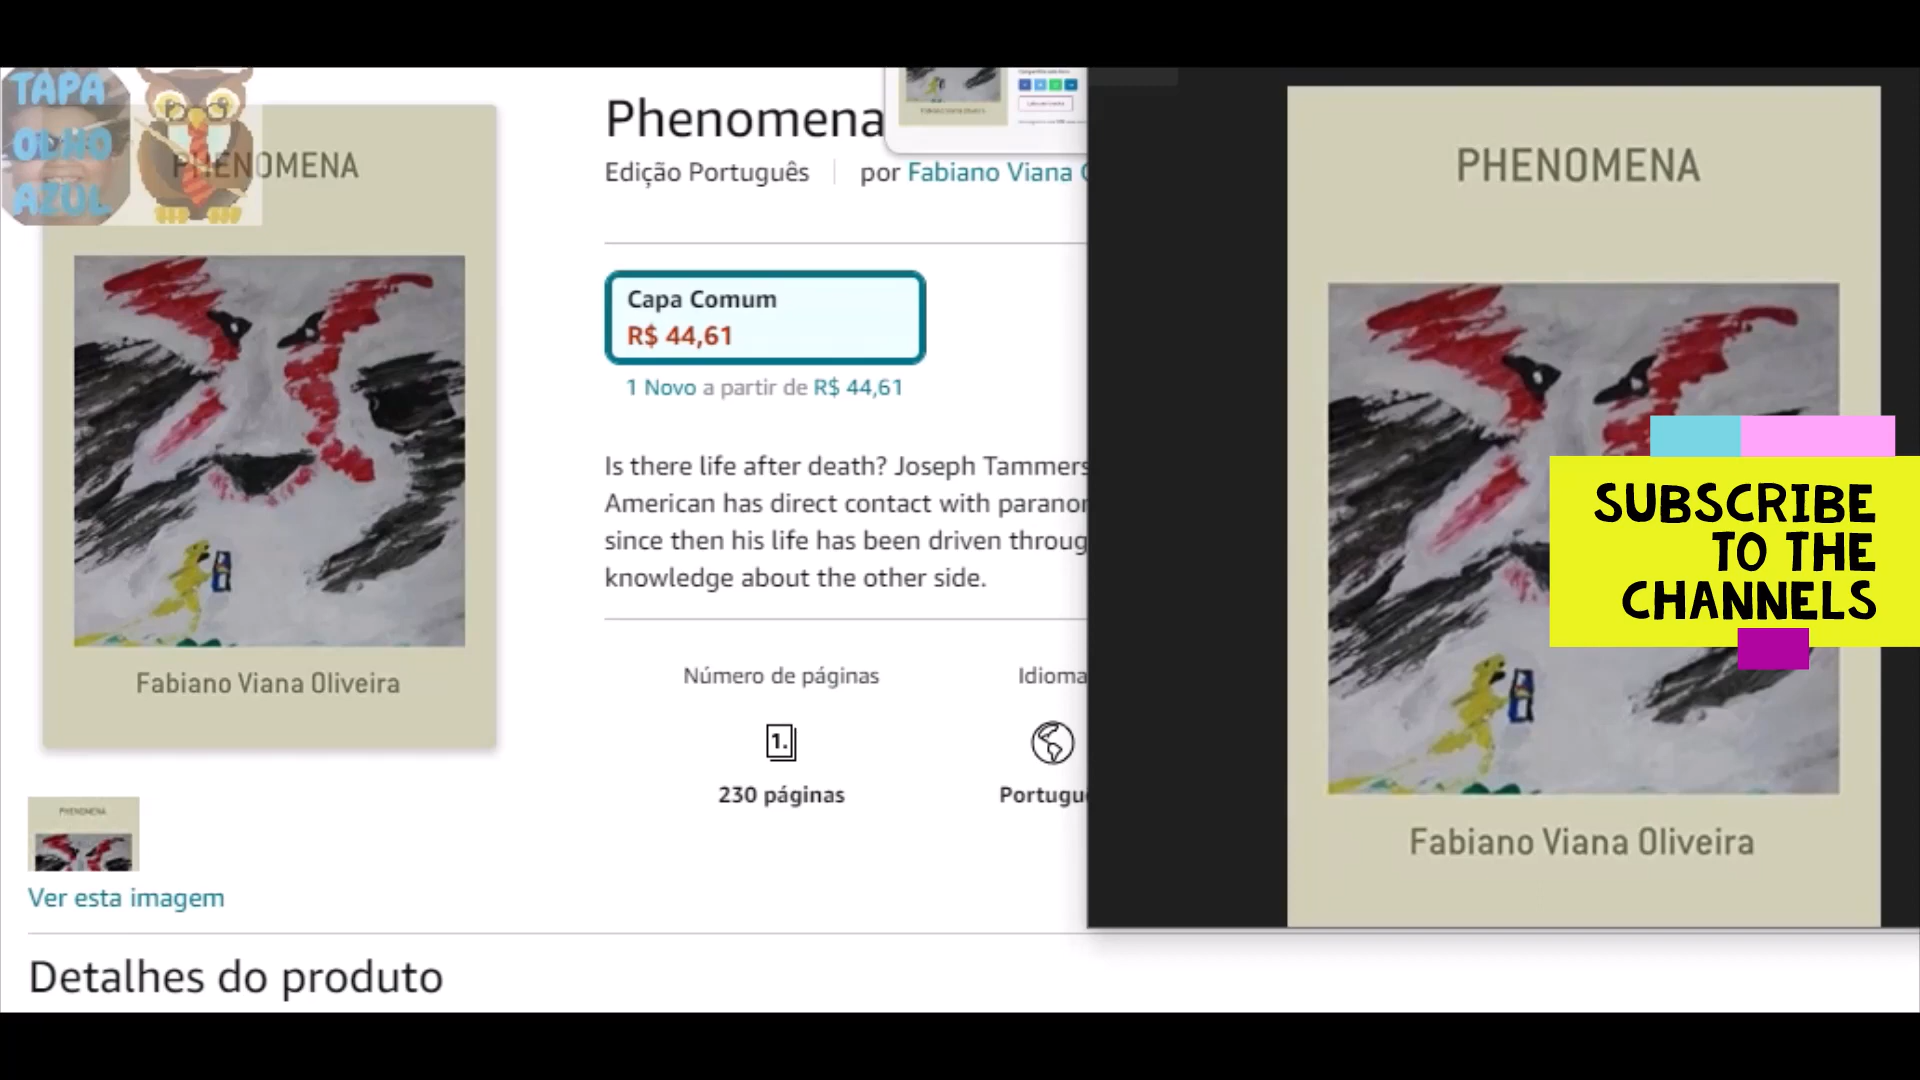 TAPA
OLHO
AZUL
PHENOMENA
Fabiano Viana Oliveira
PHENOMENA
Ver esta imagem
Detalhes do produto
Phenomena
Edição Português
por Fabiano Viana
Capa Comum
R$ 44,61
1 Novo a partir de R$ 44,61
Is there life after death? Joseph Tammers
American has direct contact with paranor
since then his life has been driven throug
knowledge about the other side.
Número de páginas
1.
230 páginas
Idioma
Portugu
PHENOMENA
Fabiano Viana Oliveira
SUBSCRIBE
TO THE
CHANNELS